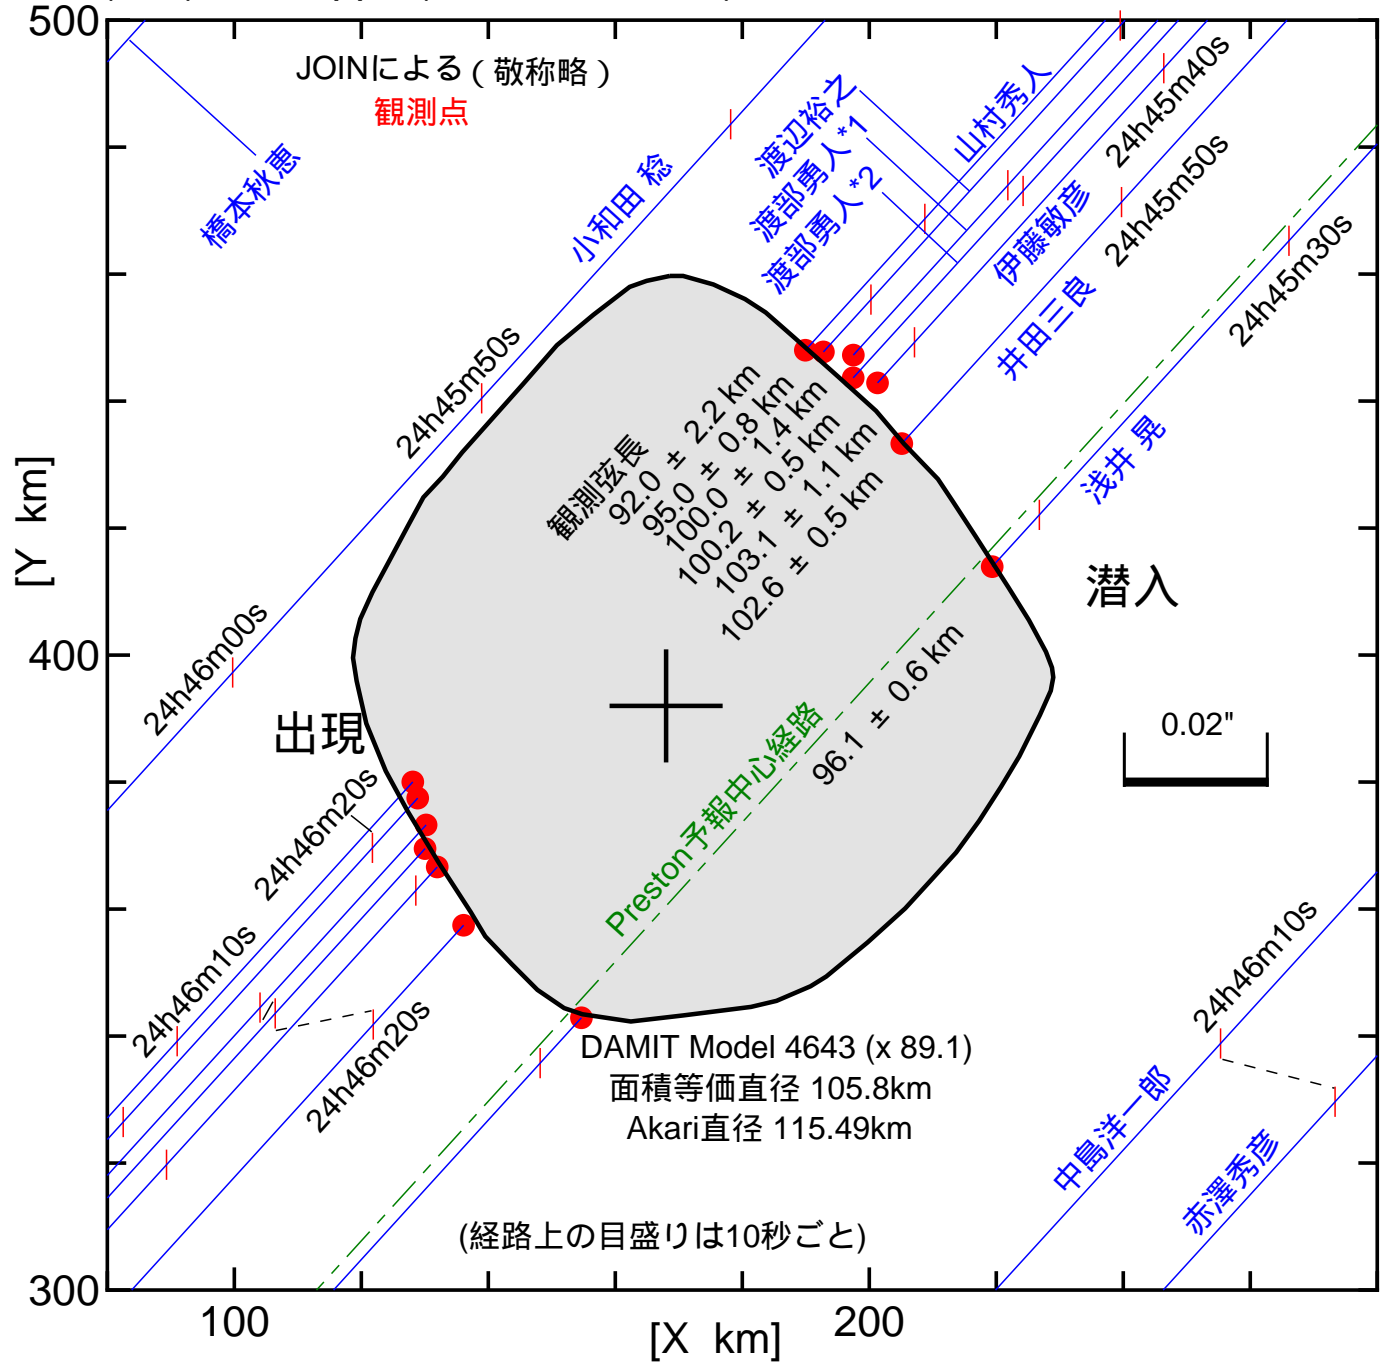 500
JOINによる ( 敬称略 )
観測点
橋本秋恵
小和田 稔
渡辺裕之
渡部勇人*1
渡部勇人*2
山村秀人
24h45m40s
伊藤敏彦
24h45m50s
井田三良
24h45m30s
浅井 晃
24h45m50s
観測弦長
92.0 ± 2.2 km
95.0 ± 0.8 km
100.0 ± 1.4 km
100.2 ± 0.5 km
103.1 ± 1.1 km
102.6 ± 0.5 km
96.1 ± 0.6 km
[Y km]
潜入
400
24h46m00s
出現
0.02"
Preston予報中心経路
24h46m20s
24h46m10s
24h46m20s
24h46m10s
DAMIT Model 4643 (x 89.1)
面積等価直径 105.8km
Akari直径 115.49km
中島洋一郎
赤澤秀彦
(経路上の目盛りは10秒ごと)
300
100
200
[X km]